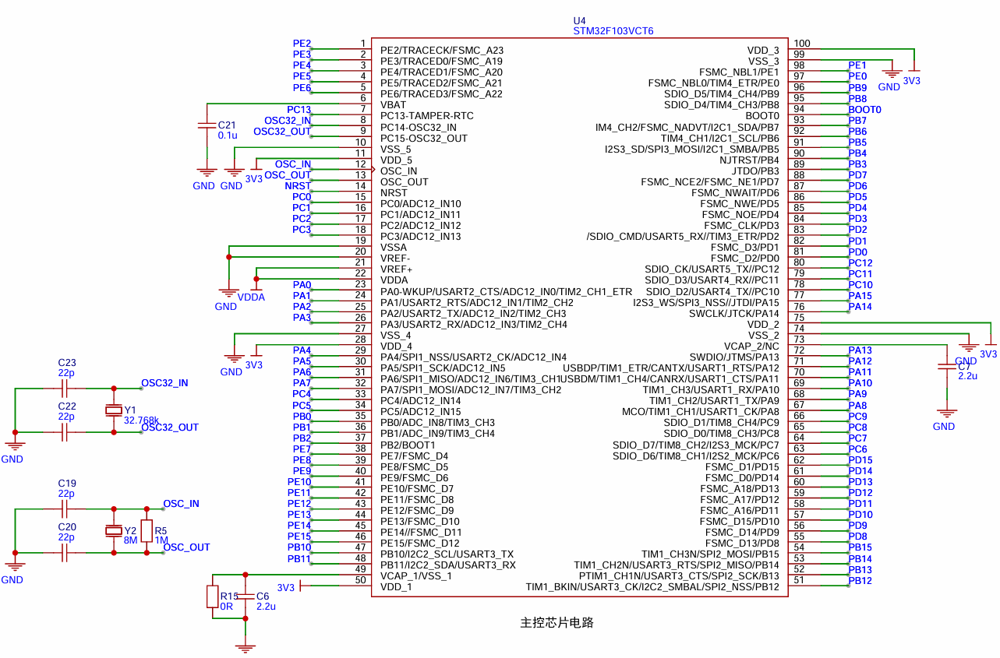 U4
STM32F103VCT6
PE2 1 PE2/TRACECK/FSMC_A23
PE3 2 PE3/TRACED0/FSMC_A19
PE4 3 PE4/TRACED1/FSMC_A20
PE5 4 PE5/TRACED2/FSMC_A21
PE6 5 PE6/TRACED3/FSMC_A22
6 VBAT
PC13 7 PC13-TAMPER-RTC
OSC32_IN 8 PC14-OSC32_IN
OSC32_OUT 9 PC15-OSC32_OUT
10 VSS_5
11 VDD_5
OSC_IN 12 OSC_IN
OSC_OUT 13 OSC_OUT
NRST 14 NRST
PC0 15 PC0/ADC12_IN10
PC1 16 PC1/ADC12_IN11
PC2 17 PC2/ADC12_IN12
PC3 18 PC3/ADC12_IN13
19 VSSA
20 VREF-
21 VREF+
22 VDDA
PA0 23 PA0-WKUP/USART2_CTS/ADC12_IN0/TIM2_CH1_ETR
PA1 24 PA1/USART2_RTS/ADC12_IN1/TIM2_CH2
PA2 25 PA2/USART2_TX/ADC12_IN2/TIM2_CH3
PA3 26 PA3/USART2_RX/ADC12_IN3/TIM2_CH4
27 VSS_4
28 VDD_4
PA4 29 PA4/SPI1_NSS/USART2_CK/ADC12_IN4
PA5 30 PA5/SPI1_SCK/ADC12_IN5
PA6 31 PA6/SPI1_MISO/ADC12_IN6/TIM3_CH1
PA7 32 PA7/SPI1_MOSI/ADC12_IN7/TIM3_CH2
PC4 33 PC4/ADC12_IN14
PC5 34 PC5/ADC12_IN15
PB0 35 PB0/ADC_IN8/TIM3_CH3
PB1 36 PB1/ADC_IN9/TIM3_CH4
PB2 37 PB2/BOOT1
PE7 38 PE7/FSMC_D4
PE8 39 PE8/FSMC_D5
PE9 40 PE9/FSMC_D6
PE10 41 PE10/FSMC_D7
PE11 42 PE11/FSMC_D8
PE12 43 PE12/FSMC_D9
PE13 44 PE13/FSMC_D10
PE14 45 PE14//FSMC_D11
PE15 46 PE15/FSMC_D12
PB10 47 PB10/I2C2_SCL/USART3_TX
PB11 48 PB11/I2C2_SDA/USART3_RX
49 VCAP_1/VSS_1
3V3 50 VDD_1
VDD_3 100
VSS_3 99
FSMC_NBL1/PE1 98 PE1
FSMC_NBL0/TIM4_ETR/PE0 97 PE0
SDIO_D5/TIM4_CH4/PB9 96 PB9
SDIO_D4/TIM4_CH3/PB8 95 PB8
BOOT0 94 BOOT0
IM4_CH2/FSMC_NADVT/I2C1_SDA/PB7 93 PB7
TIM4_CH1/I2C1_SCL/PB6 92 PB6
I2S3_SD/SPI3_MOSI/I2C1_SMBA/PB5 91 PB5
NJTRST/PB4 90 PB4
JTDO/PB3 89 PB3
FSMC_NCE2/FSMC_NE1/PD7 88 PD7
FSMC_NWAIT/PD6 87 PD6
FSMC_NWE/PD5 86 PD5
FSMC_NOE/PD4 85 PD4
FSMC_CLK/PD3 84 PD3
/SDIO_CMD/USART5_RX//TIM3_ETR/PD2 83 PD2
FSMC_D3/PD1 82 PD1
FSMC_D2/PD0 81 PD0
SDIO_CK/USART5_TX//PC12 80 PC12
SDIO_D3/USART4_RX//PC11 79 PC11
SDIO_D2/USART4_TX//PC10 78 PC10
I2S3_WS/SPI3_NSS//JTDI/PA15 77 PA15
SWCLK/JTCK/PA14 76 PA14
VDD_2 75
VSS_2 74
VCAP_2/NC 73
SWDIO/JTMS/PA13 72 PA13
USBDP/TIM1_ETR/CANTX/USART1_RTS/PA12 71 PA12
USBDM/TIM1_CH4/CANRX/USART1_CTS/PA11 70 PA11
TIM1_CH3/USART1_RX/PA10 69 PA10
TIM1_CH2/USART1_TX/PA9 68 PA9
MCO/TIM1_CH1/USART1_CK/PA8 67 PA8
SDIO_D1/TIM8_CH4/PC9 66 PC9
SDIO_D0/TIM8_CH3/PC8 65 PC8
SDIO_D7/TIM8_CH2/I2S3_MCK/PC7 64 PC7
SDIO_D6/TIM8_CH1/I2S2_MCK/PC6 63 PC6
FSMC_D1/PD15 62 PD15
FSMC_D0/PD14 61 PD14
FSMC_A18/PD13 60 PD13
FSMC_A17/PD12 59 PD12
FSMC_A16/PD11 58 PD11
FSMC_D15/PD10 57 PD10
FSMC_D14/PD9 56 PD9
FSMC_D13/PD8 55 PD8
TIM1_CH3N/SPI2_MOSI/PB15 54 PB15
TIM1_CH2N/USART3_RTS/SPI2_MISO/PB14 53 PB14
PTIM1_CH1N/USART3_CTS/SPI2_SCK/PB13 52 PB13
TIM1_BKIN/USART3_CK/I2C2_SMBAL/SPI2_NSS/PB12 51 PB12
GND 3V3
C21
0.1u
GND GND 3V3
GND VDDA
GND 3V3
GND 3V3
C7
2.2u
GND
C23
22p
OSC32_IN
C22
22p
Y1
32.768k
OSC32_OUT
GND
C19
22p
OSC_IN
C20
22p
Y2
8M
R5
1M
OSC_OUT
GND
R15
0R
C6
2.2u
主控芯片电路